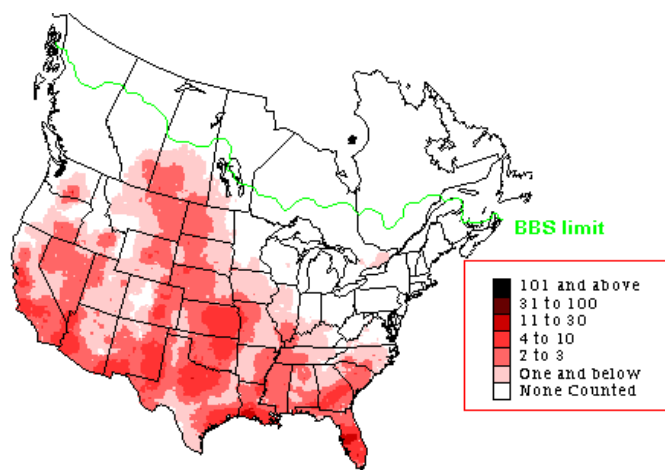 BBS limit
101 and above
31 to 100
11 to 30
4 to 10
2 to 3
One and below
None Counted